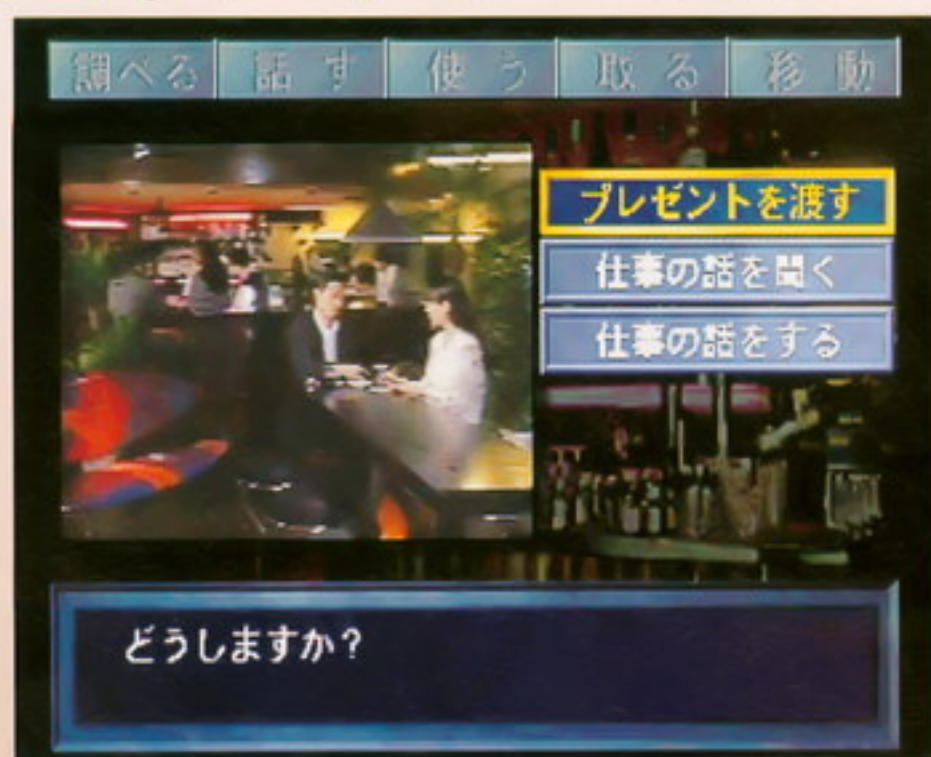 調べる 話す 使う 取る 移動
プレゼントを渡す
仕事の話を聞く
仕事の話をする
どうしますか?